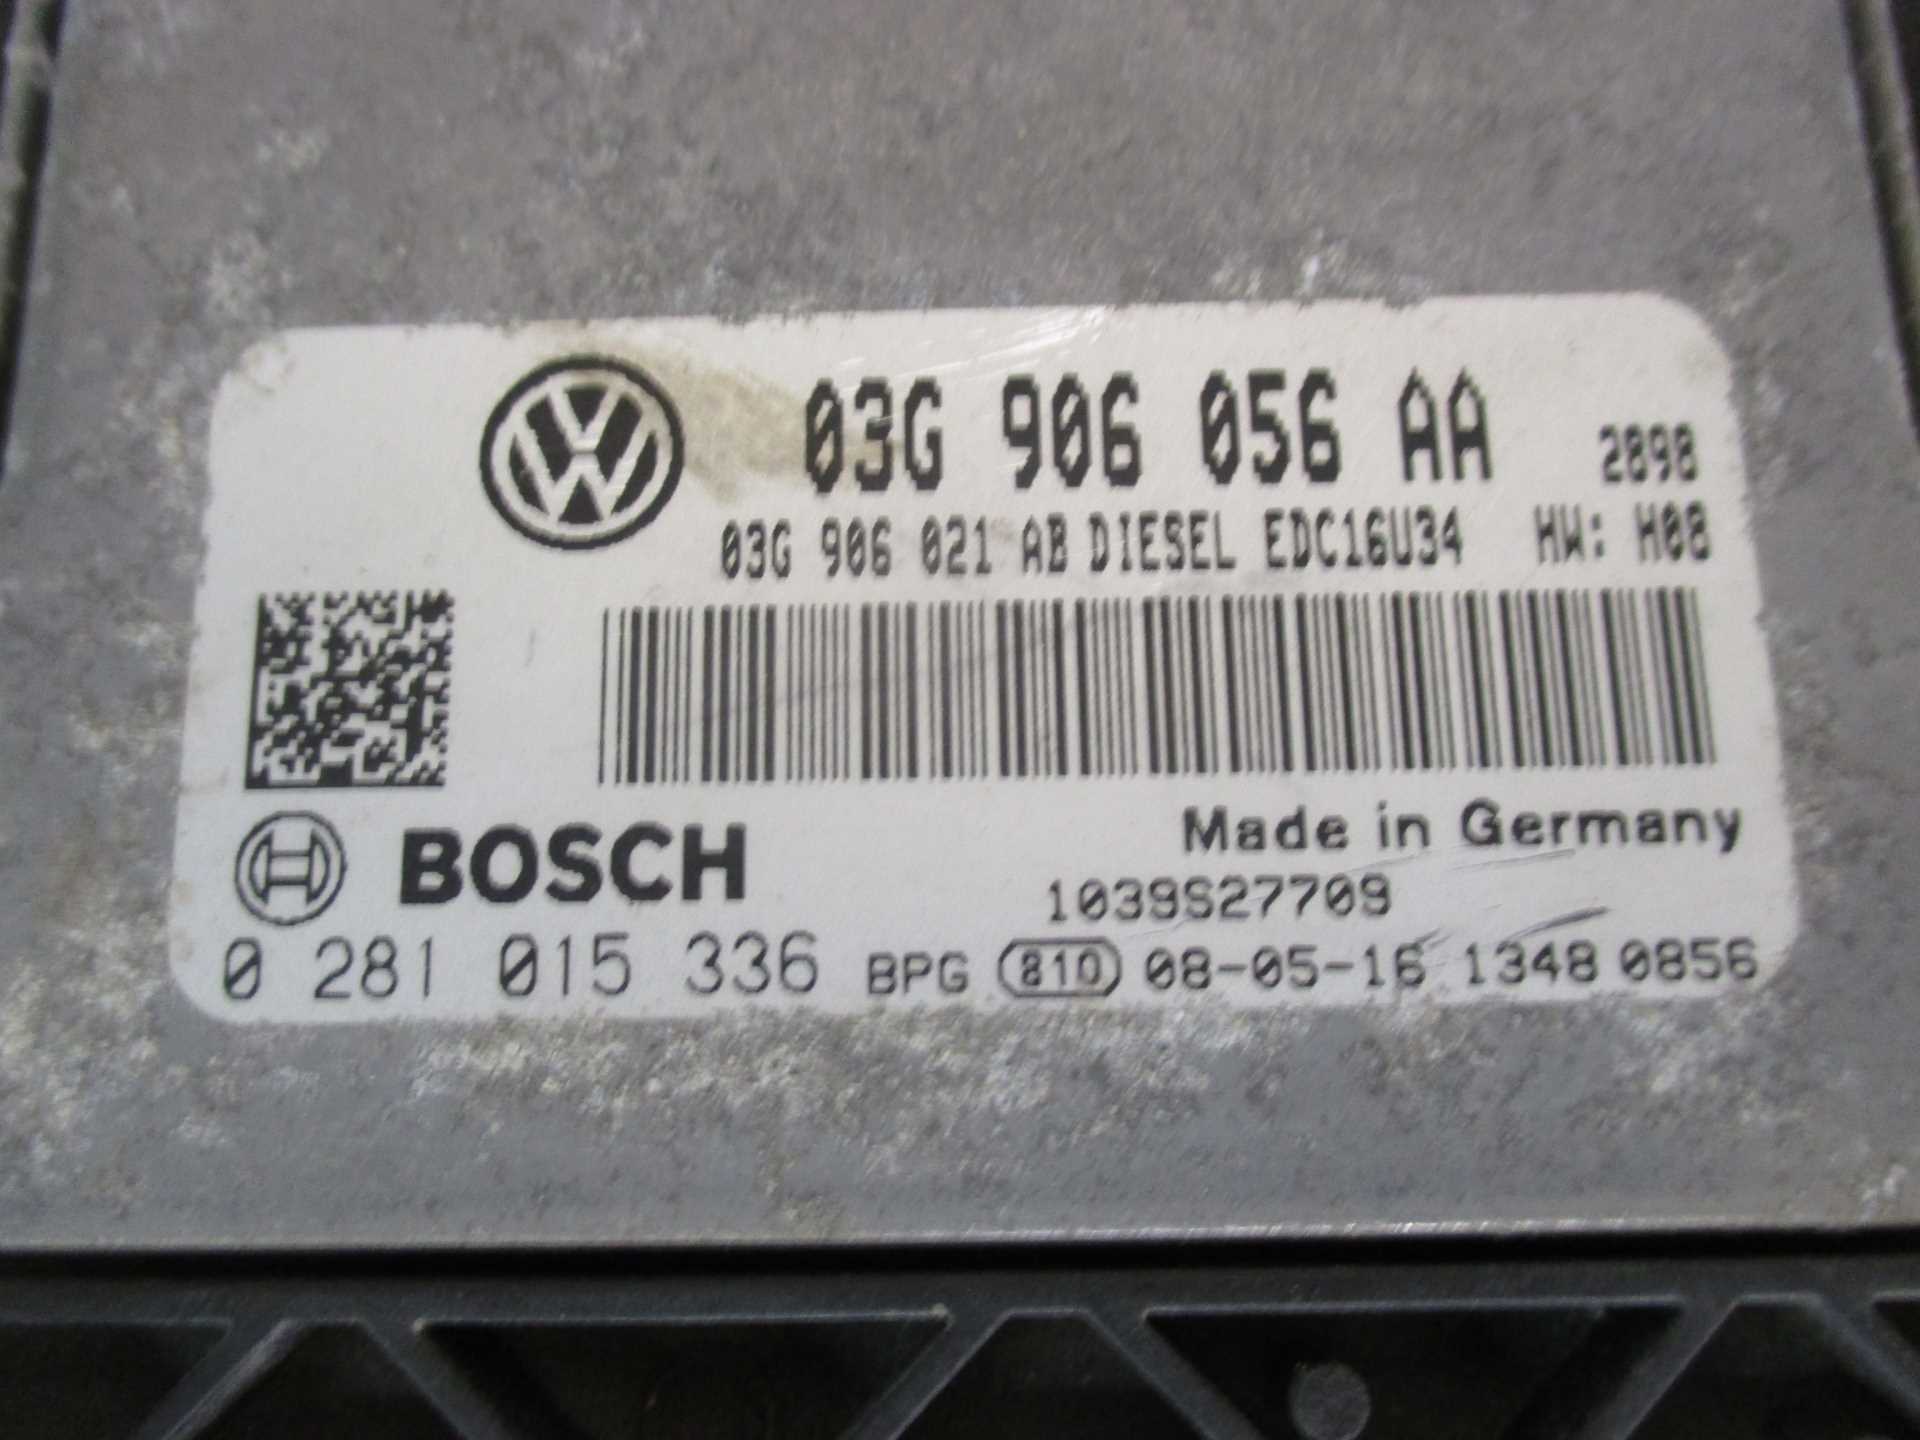 03G 906 056 AA 2898
03G 906 021 AB DIESEL EDC16U34 HW: H08
BOSCH
Made in Germany
1039S27709
0 281 015 336 BPG 810 08-05-16 1348 0856